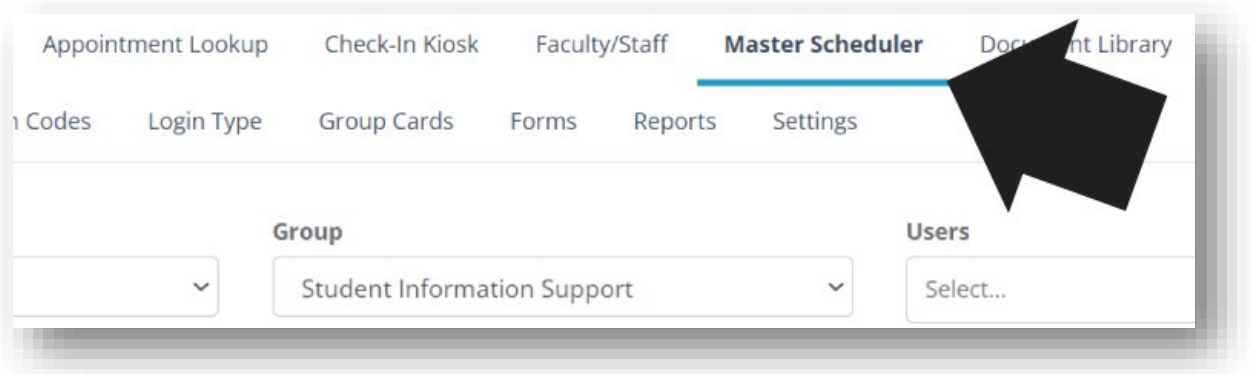 Appointment Lookup Check-In Kiosk Faculty/Staff Master Scheduler Library
Codes Login Type Group Cards Forms Reports Settings
Group Users
Student Information Support Select...